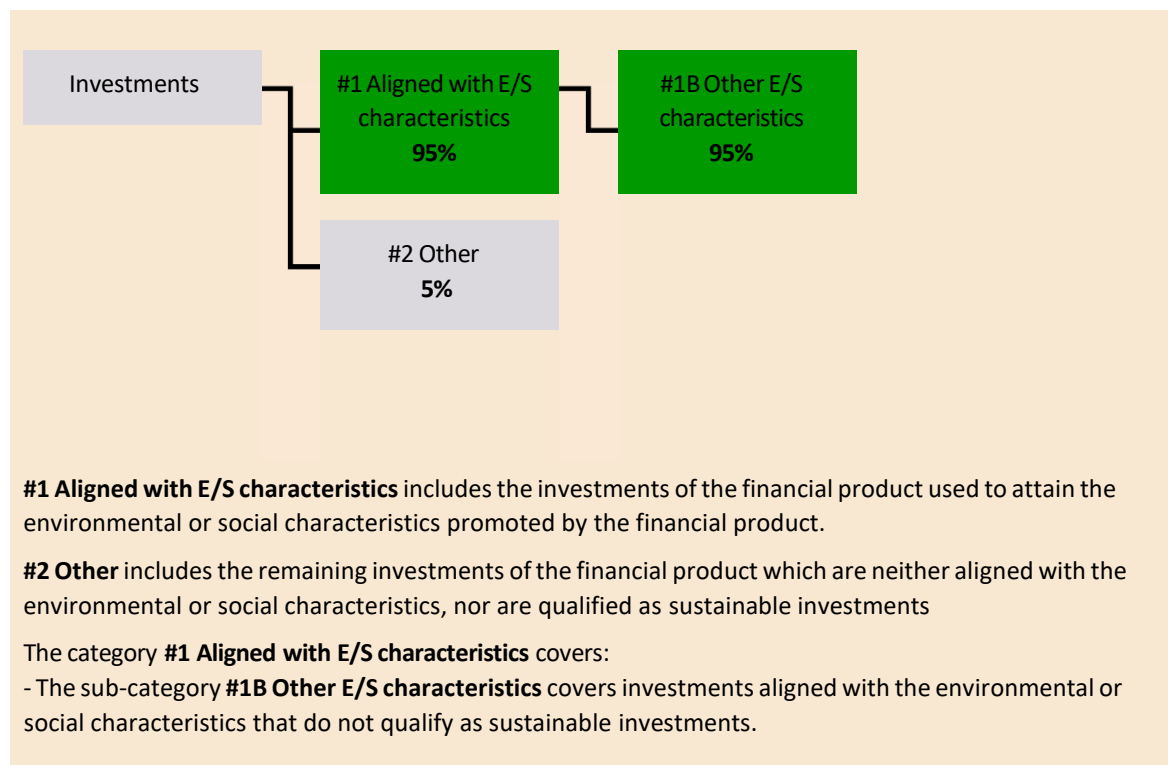 Investments
#1 Aligned with E/S
characteristics
95%
#1B Other E/S
characteristics
95%
#2 Other
5%
#1 Aligned with E/S characteristics includes the investments of the financial product used to attain the
environmental or social characteristics promoted by the financial product.
#2 Other includes the remaining investments of the financial product which are neither aligned with the
environmental or social characteristics, nor are qualified as sustainable investments
The category #1 Aligned with E/S characteristics covers:
- The sub-category #1B Other E/S characteristics covers investments aligned with the environmental or
social characteristics that do not qualify as sustainable investments.